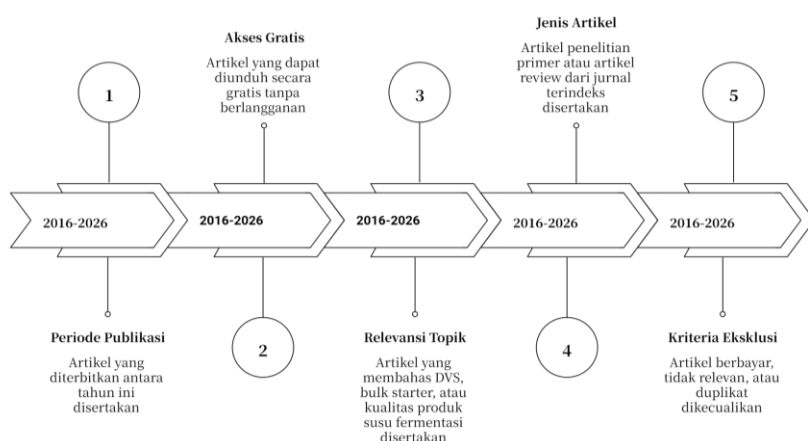 Jenis Artikel
Artikel penelitian
primer atau artikel
review dari jurnal
terindeks
disertakan
Akses Gratis
Artikel yang dapat
diunduh secara
gratis tanpa
berlangganan
1
3
5
2016-2026
2016-2026
2016-2026
2016-2026
2016-2026
Periode Publikasi
Artikel yang
diterbitkan antara
tahun ini
disertakan
2
Relevansi Topik
Artikel yang
membahas DVS,
bulk starter, atau
kualitas produk
susu fermentasi
disertakan
4
Kriteria Eksklusi
Artikel berbayar,
tidak relevan, atau
duplikat
dikecualikan